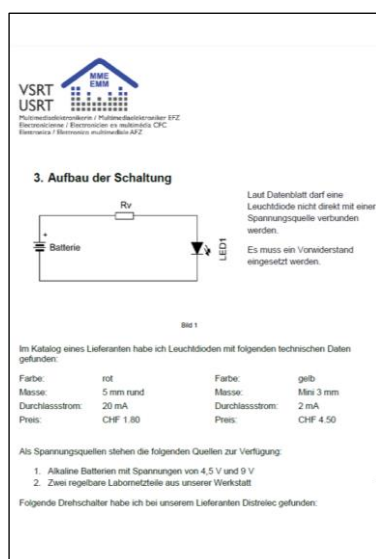 VSRT
USRT
MME
EMM
Multimediaelektronikerin / Multimediaelektroniker EFZ
Electronicienne / Electronicien en multimédia CFC
Elettronica / Elettronico multimediale AFC
3. Aufbau der Schaltung
Laut Datenblatt darf eine
Leuchtdiode nicht direkt mit einer
Spannungsquelle verbunden
werden.
Es muss ein Vorwiderstand
eingesetzt werden.
Rv
+
Batterie
LED1
Bild 1
Im Katalog eines Lieferanten habe ich Leuchtdioden mit folgenden technischen Daten
gefunden:
Farbe: rot Farbe: gelb
Masse: 5 mm rund Masse: Mini 3 mm
Durchlassstrom: 20 mA Durchlassstrom: 2 mA
Preis: CHF 1.80 Preis: CHF 4.50
Als Spannungsquellen stehen die folgenden Quellen zur Verfügung:
1. Alkaline Batterien mit Spannungen von 4,5 V und 9 V
2. Zwei regelbare Labornetzteile aus unserer Werkstatt
Folgende Drehschalter habe ich bei unserem Lieferanten Distrelec gefunden: